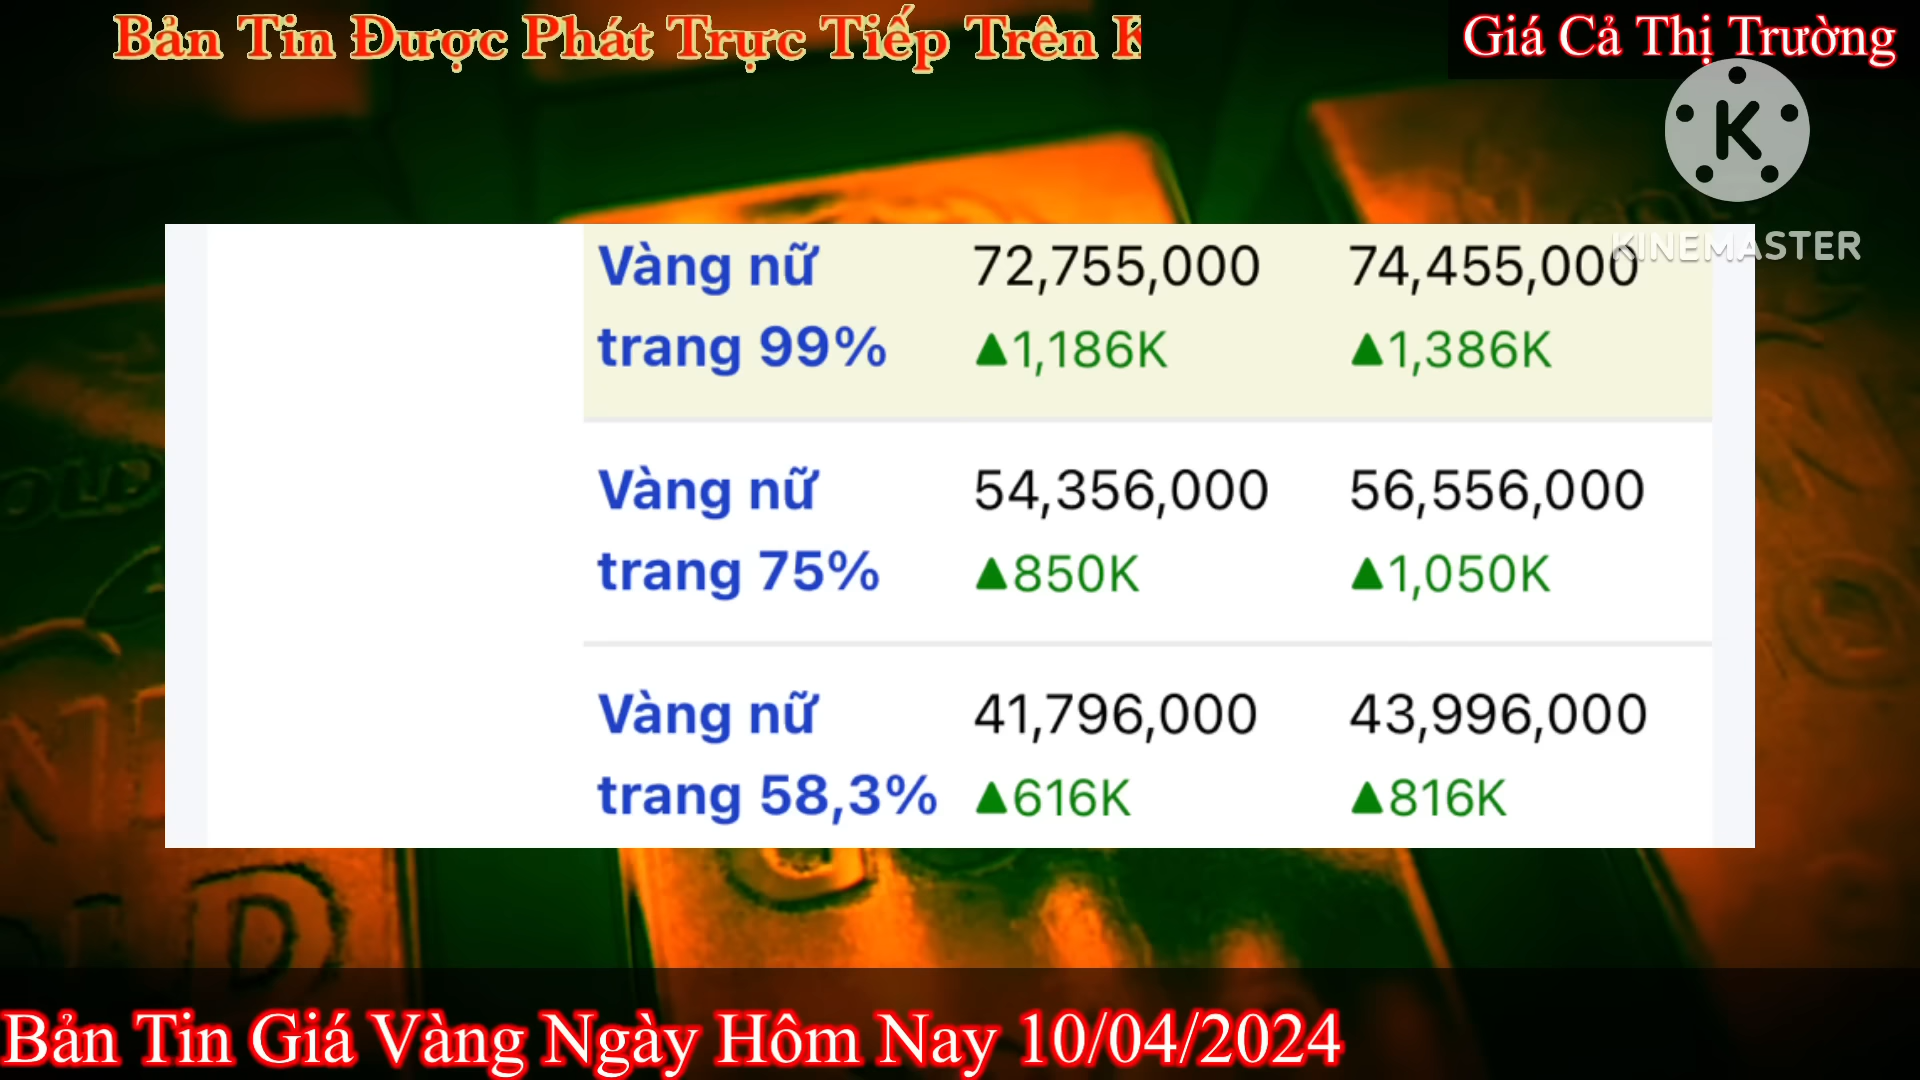 Bản Tin Được Phát Trực Tiếp Trên K
Giá Cả Thị Trường
K
KINEMASTER
Vàng nữ 72,755,000 74,455,000
trang 99% ▲1,186K ▲1,386K
Vàng nữ 54,356,000 56,556,000
trang 75% ▲850K ▲1,050K
Vàng nữ 41,796,000 43,996,000
trang 58,3% ▲616K ▲816K
Bản Tin Giá Vàng Ngày Hôm Nay 10/04/2024